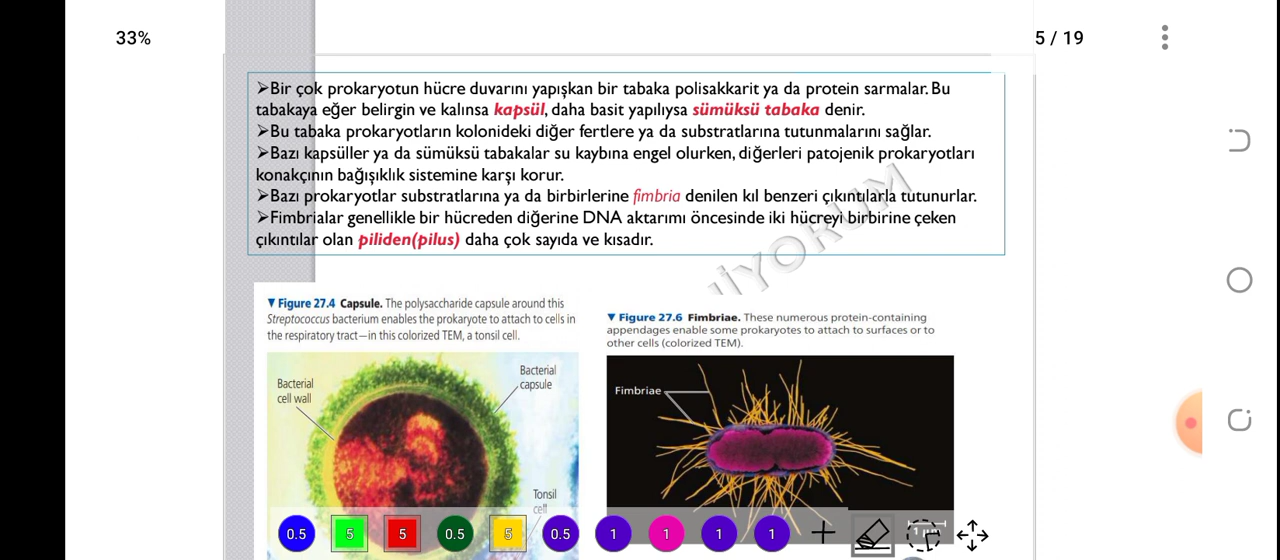 33%
5 / 19
➢Bir çok prokaryotun hücre duvarını yapışkan bir tabaka polisakkarit ya da protein sarmalar. Bu
tabakaya eğer belirgin ve kalınsa kapsül, daha basit yapılıysa sümüksü tabaka denir.
➢Bu tabaka prokaryotların kolonideki diğer fertlere ya da substratlarına tutunmalarını sağlar.
➢Bazı kapsüller ya da sümüksü tabakalar su kaybına engel olurken, diğerleri patojenik prokaryotları
konakçının bağışıklık sistemine karşı korur.
➢Bazı prokaryotlar substratlarına ya da birbirlerine fimbria denilen kıl benzeri çıkıntılarla tutunurlar.
➢Fimbrialar genellikle bir hücreden diğerine DNA aktarımı öncesinde iki hücreyi birbirine çeken
çıkıntılar olan piliden(pilus) daha çok sayıda ve kısadır.
İYORUM
▼ Figure 27.4 Capsule. The polysaccharide capsule around this
Streptococcus bacterium enables the prokaryote to attach to cells in
the respiratory tract—in this colorized TEM, a tonsil cell.
Bacterial
cell wall
Bacterial
capsule
Tonsil
cell
▼ Figure 27.6 Fimbriae. These numerous protein-containing
appendages enable some prokaryotes to attach to surfaces or to
other cells (colorized TEM).
Fimbriae
1 µm
0.5 5 5 0.5 5 0.5 1 1 1 1